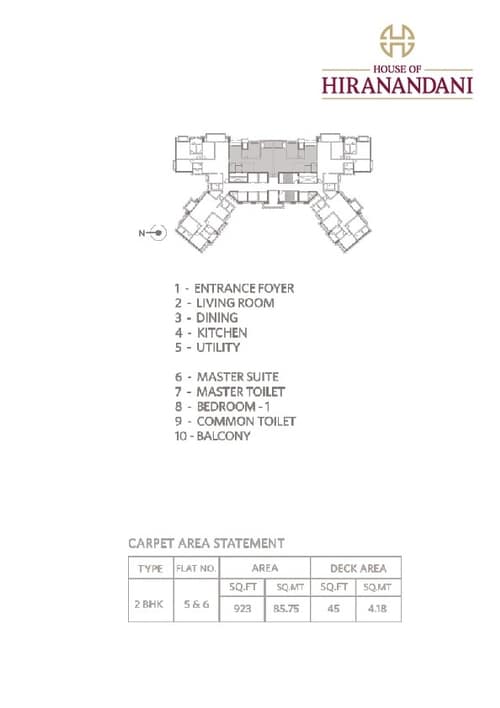 HOUSE OF
HIRANANDANI
N
1 - ENTRANCE FOYER
2 - LIVING ROOM
3 - DINING
4 - KITCHEN
5 - UTILITY
6 - MASTER SUITE
7 - MASTER TOILET
8 - BEDROOM - 1
9 - COMMON TOILET
10 - BALCONY
CARPET AREA STATEMENT
TYPE FLAT NO. AREA DECK AREA
SQ.FT SQ.MT SQ.FT SQ.MT
2 BHK 5 & 6 923 85.75 45 4.18